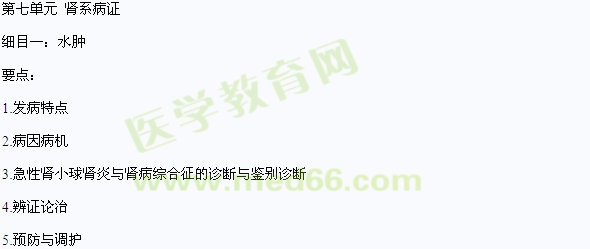 第七单元 肾系病证
细目一：水肿
要点：
1.发病特点
2.病因病机
3.急性肾小球肾炎与肾病综合征的诊断与鉴别诊断
4.辨证论治
5.预防与调护
医学教育网
www.med66.com